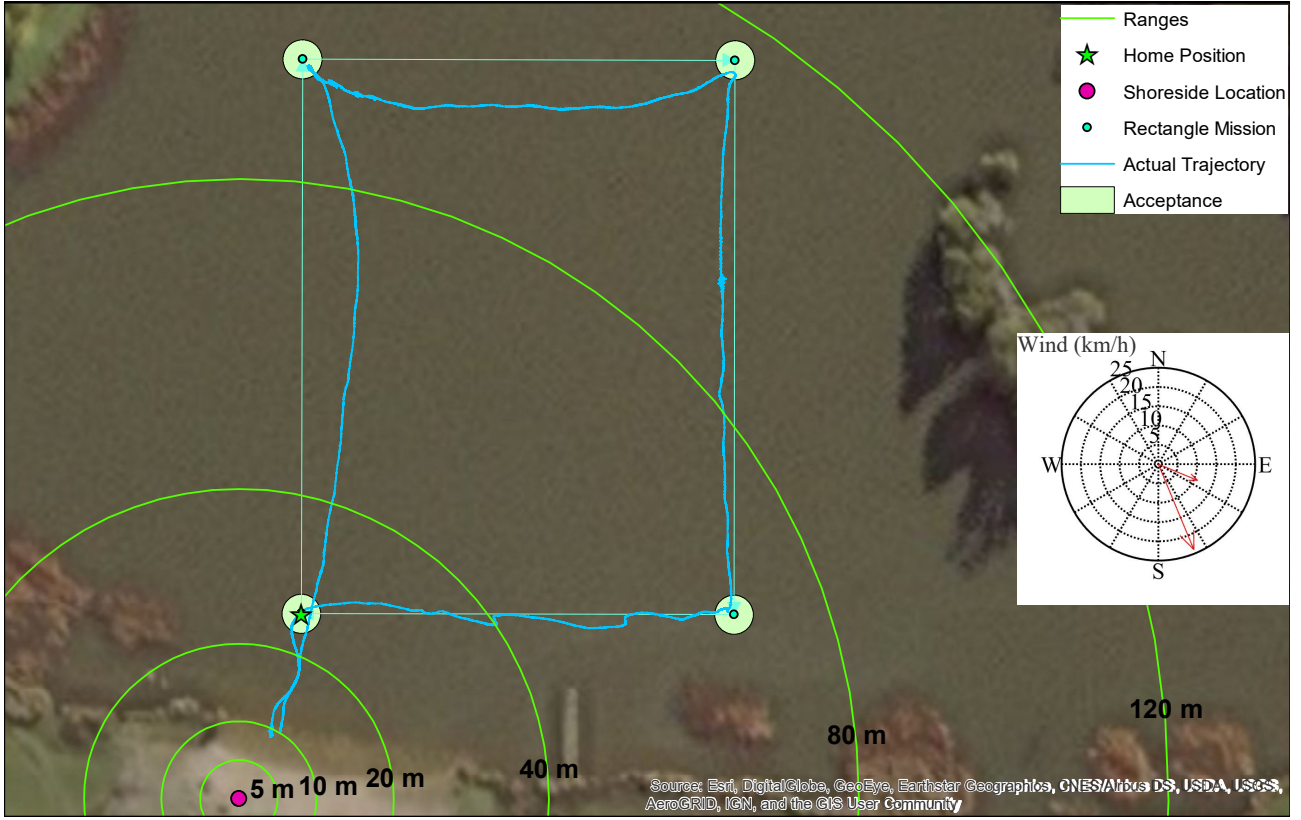 Ranges
Home Position
Shoreside Location
Rectangle Mission
Actual Trajectory
Acceptance
Wind (km/h)
N
25
20
15
10
5
W
E
S
5 m
10 m
20 m
40 m
80 m
120 m
Source: Esri, DigitalGlobe, GeoEye, Earthstar Geographics, CNES/Airbus DS, USDA, USGS,
AeroGRID, IGN, and the GIS User Community